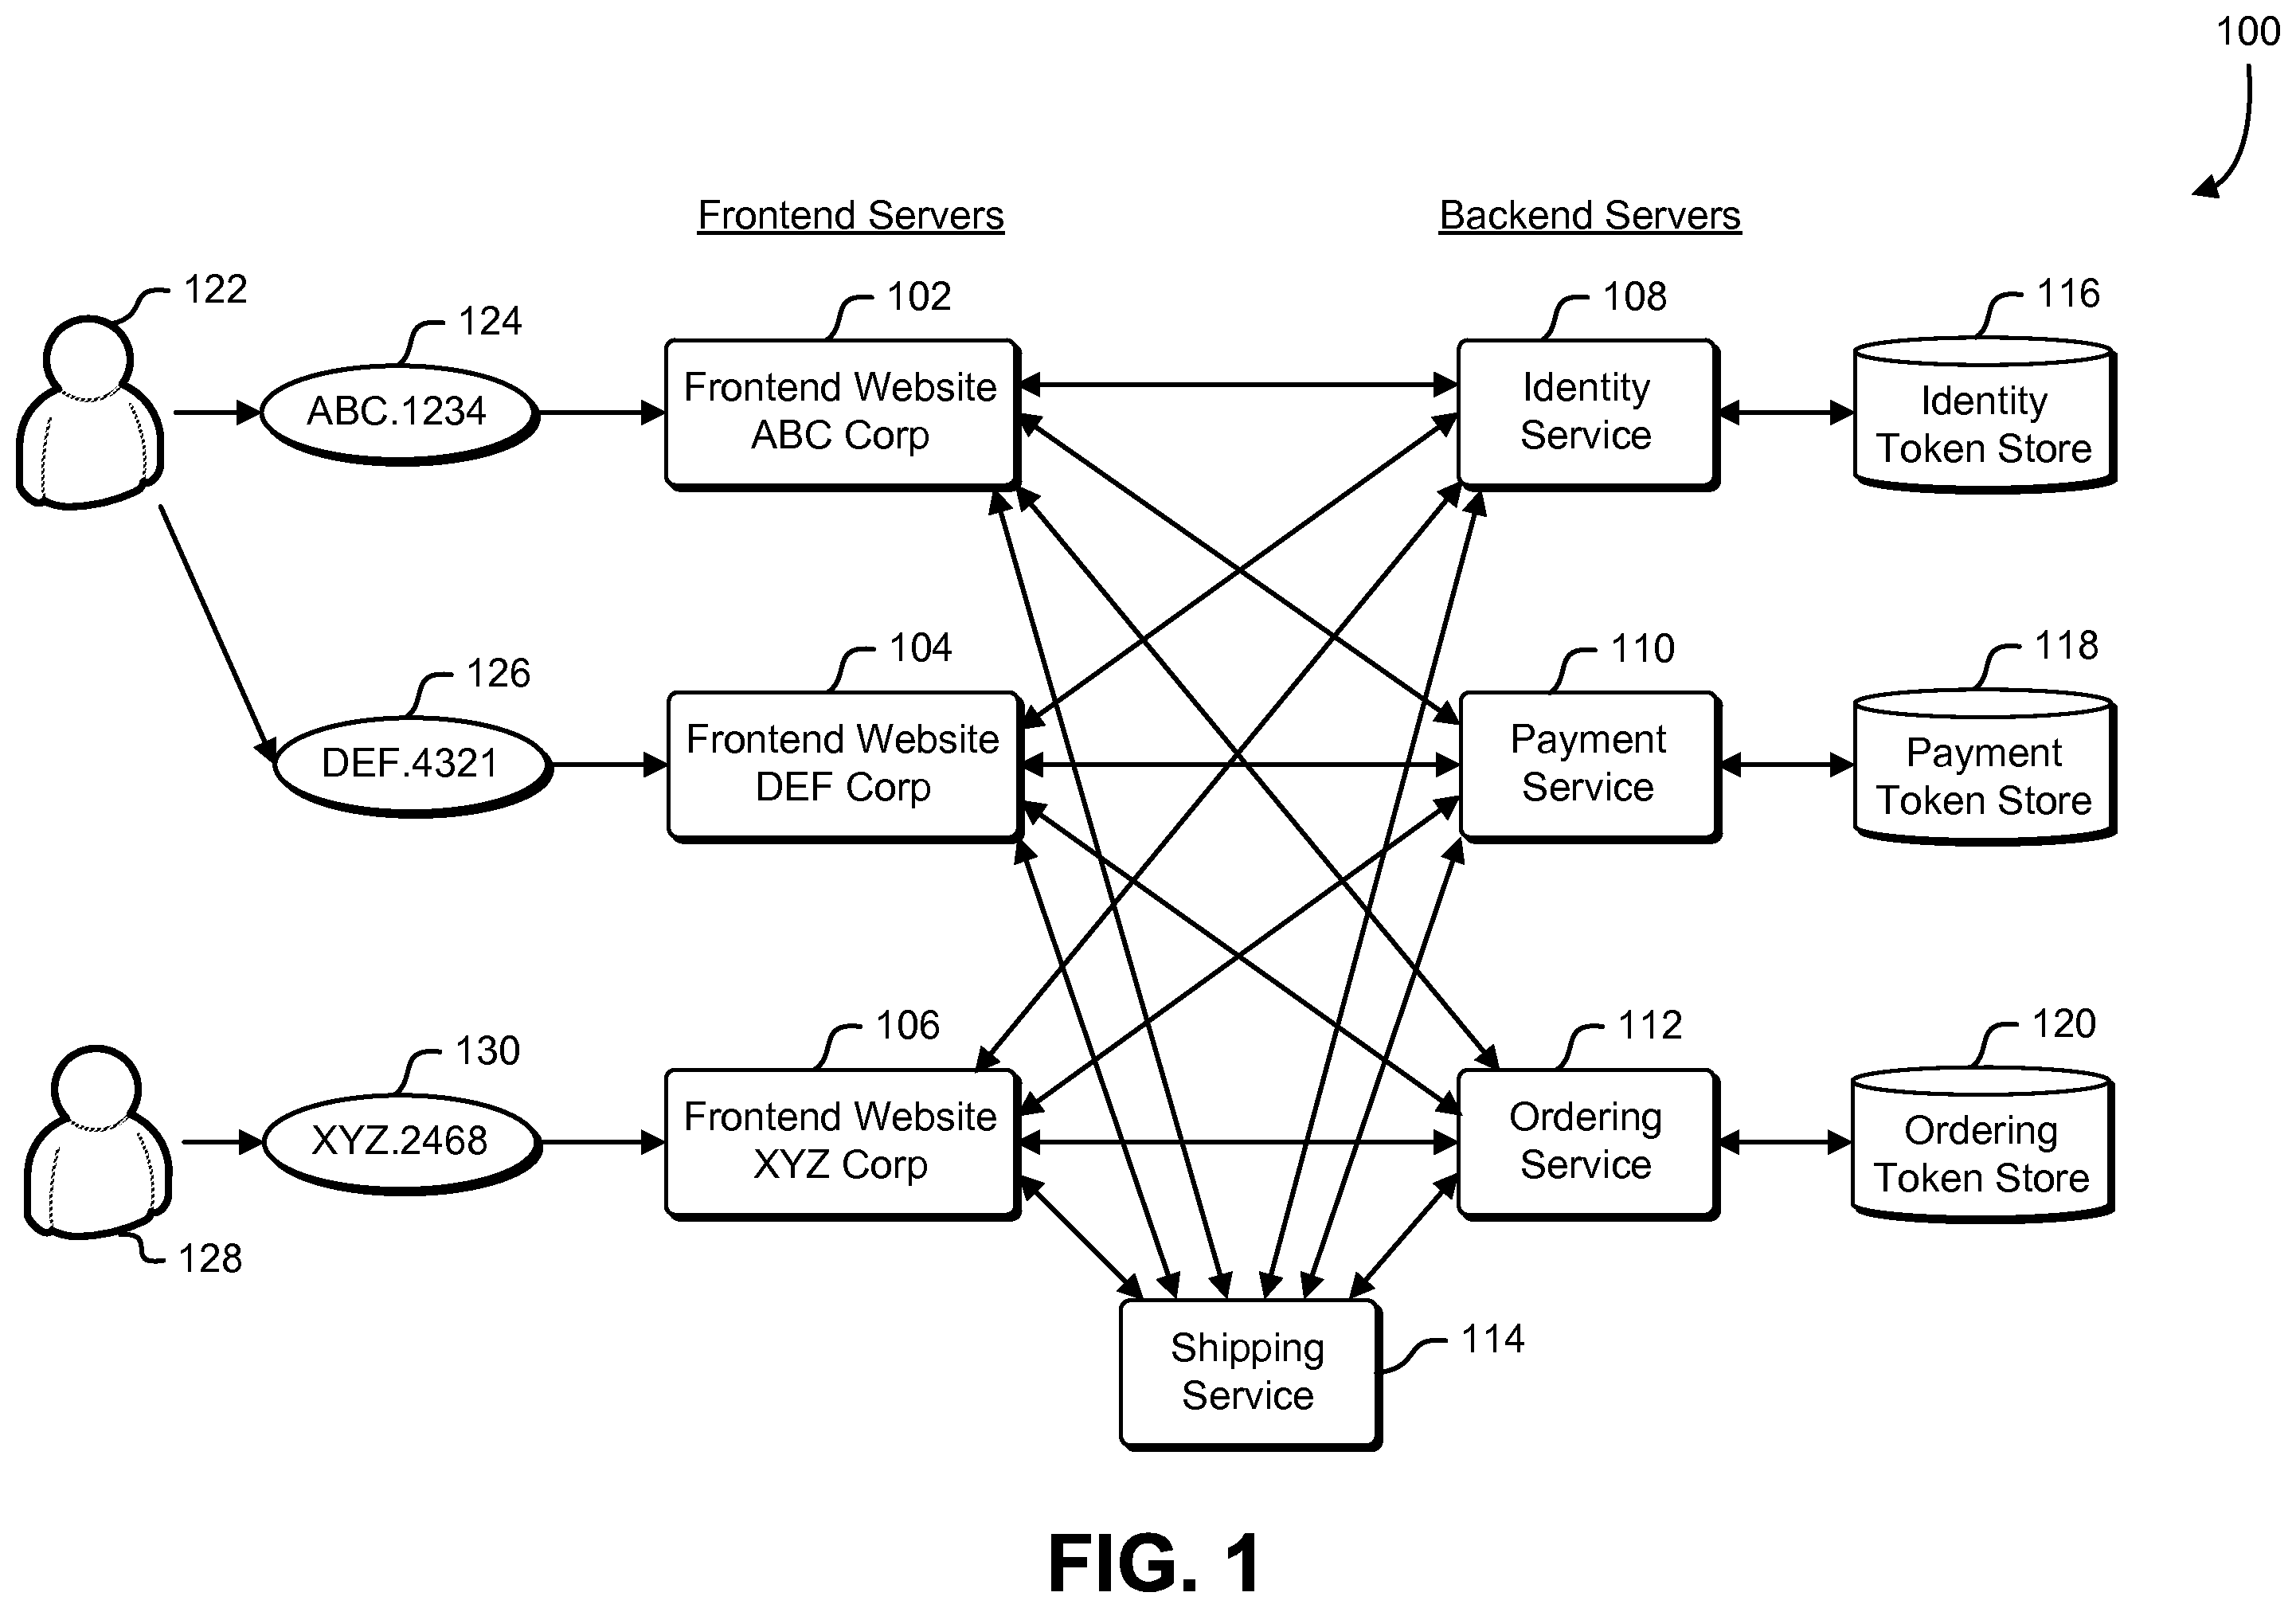 100
Frontend Servers
Backend Servers
122
124
102
108
116
ABC.1234
Frontend Website
ABC Corp
Identity
Service
Identity
Token Store
126
104
110
118
DEF.4321
Frontend Website
DEF Corp
Payment
Service
Payment
Token Store
130
106
112
120
XYZ.2468
Frontend Website
XYZ Corp
Ordering
Service
Ordering
Token Store
128
Shipping
Service
114
FIG. 1